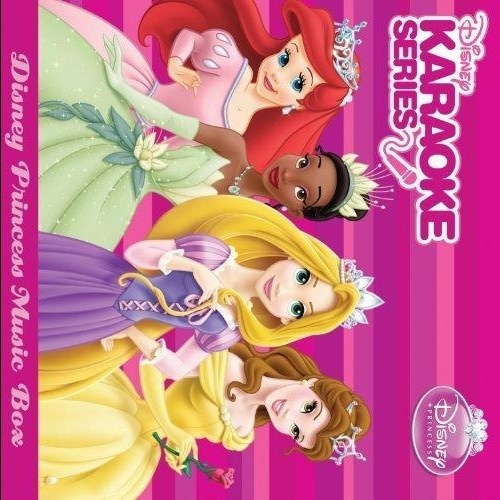 Disney
KARAOKE
SERIES
Disney
PRINCESS
Disney Princess Music Box